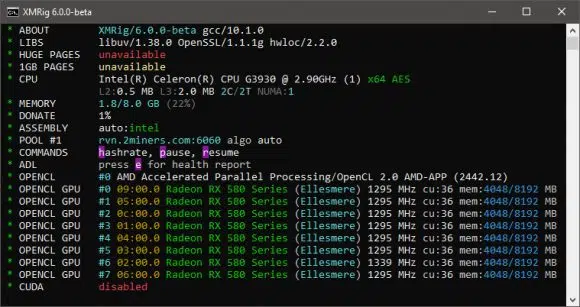 XMRig 6.0.0-beta
* ABOUT XMRig/6.0.0-beta gcc/10.1.0
* LIBS libuv/1.38.0 OpenSSL/1.1.1g hwloc/2.2.0
* HUGE PAGES unavailable
* 1GB PAGES unavailable
* CPU Intel(R) Celeron(R) CPU G3930 @ 2.90GHz (1) x64 AES
L2:0.5 MB L3:2.0 MB 2C/2T NUMA:1
* MEMORY 1.8/8.0 GB (22%)
* DONATE 1%
* ASSEMBLY auto:intel
* POOL #1 rvn.2miners.com:6060 algo auto
* COMMANDS hashrate, pause, resume
* ADL press e for health report
* OPENCL #0 AMD Accelerated Parallel Processing/OpenCL 2.0 AMD-APP (2442.12)
* OPENCL GPU #0 09:00.0 Radeon RX 580 Series (Ellesmere) 1295 MHz cu:36 mem:4048/8192 MB
* OPENCL GPU #1 05:00.0 Radeon RX 580 Series (Ellesmere) 1295 MHz cu:36 mem:4048/8192 MB
* OPENCL GPU #2 0c:00.0 Radeon RX 580 Series (Ellesmere) 1295 MHz cu:36 mem:4048/8192 MB
* OPENCL GPU #3 01:00.0 Radeon RX 580 Series (Ellesmere) 1295 MHz cu:36 mem:4048/8192 MB
* OPENCL GPU #4 04:00.0 Radeon RX 580 Series (Ellesmere) 1295 MHz cu:36 mem:4048/8192 MB
* OPENCL GPU #5 03:00.0 Radeon RX 580 Series (Ellesmere) 1295 MHz cu:36 mem:4048/8192 MB
* OPENCL GPU #6 02:00.0 Radeon RX 580 Series (Ellesmere) 1339 MHz cu:36 mem:4048/8192 MB
* OPENCL GPU #7 06:00.0 Radeon RX 580 Series (Ellesmere) 1295 MHz cu:36 mem:4048/8192 MB
* CUDA disabled